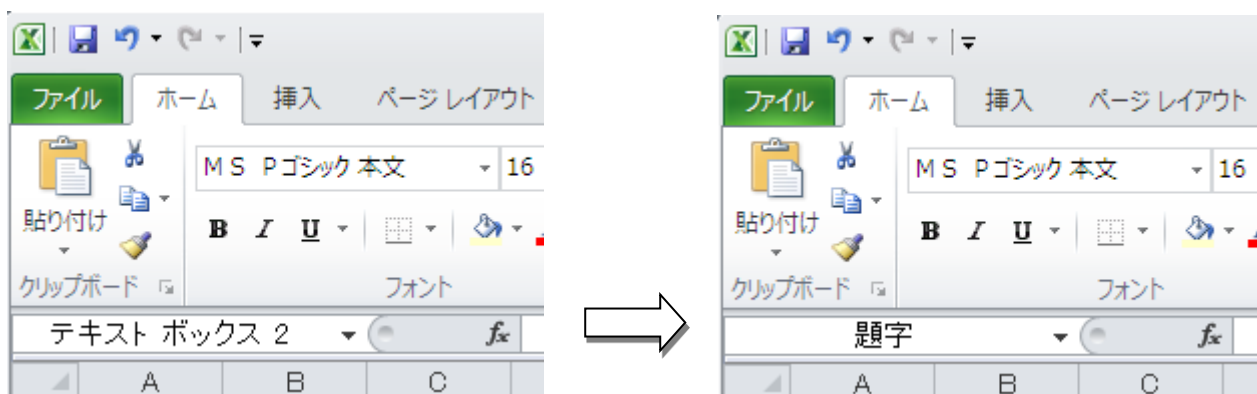 ファイル ホーム 挿入 ページ レイアウト
ＭＳ Ｐゴシック 本文 16
貼り付け B I U
クリップボード フォント
テキスト ボックス 2 fx
A B C
ファイル ホーム 挿入 ページ レイアウト
ＭＳ Ｐゴシック 本文 16
貼り付け B I U
クリップボード フォント
題字 fx
A B C